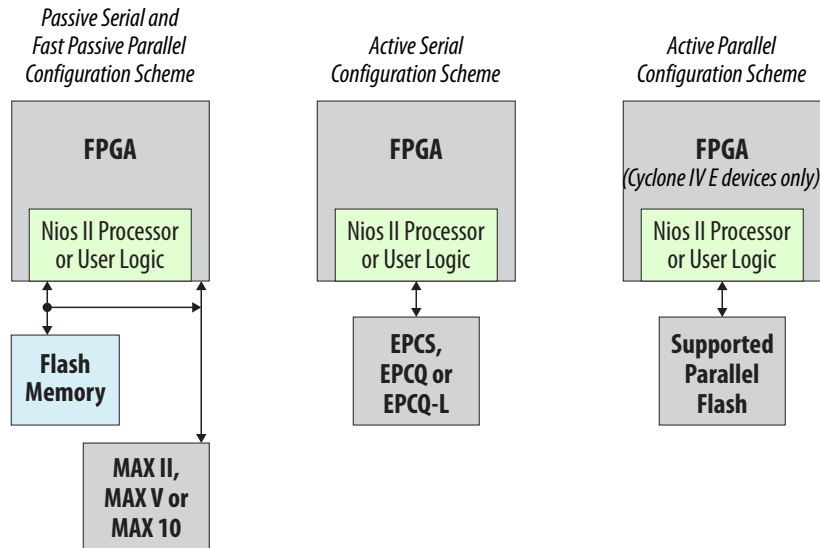 Passive Serial and
Fast Passive Parallel
Configuration Scheme
FPGA
Nios II Processor
or User Logic
Flash
Memory
MAX II,
MAX V or
MAX 10
Active Serial
Configuration Scheme
FPGA
Nios II Processor
or User Logic
EPCS,
EPCQ or
EPCQ-L
Active Parallel
Configuration Scheme
FPGA
(Cyclone IV E devices only)
Nios II Processor
or User Logic
Supported
Parallel
Flash